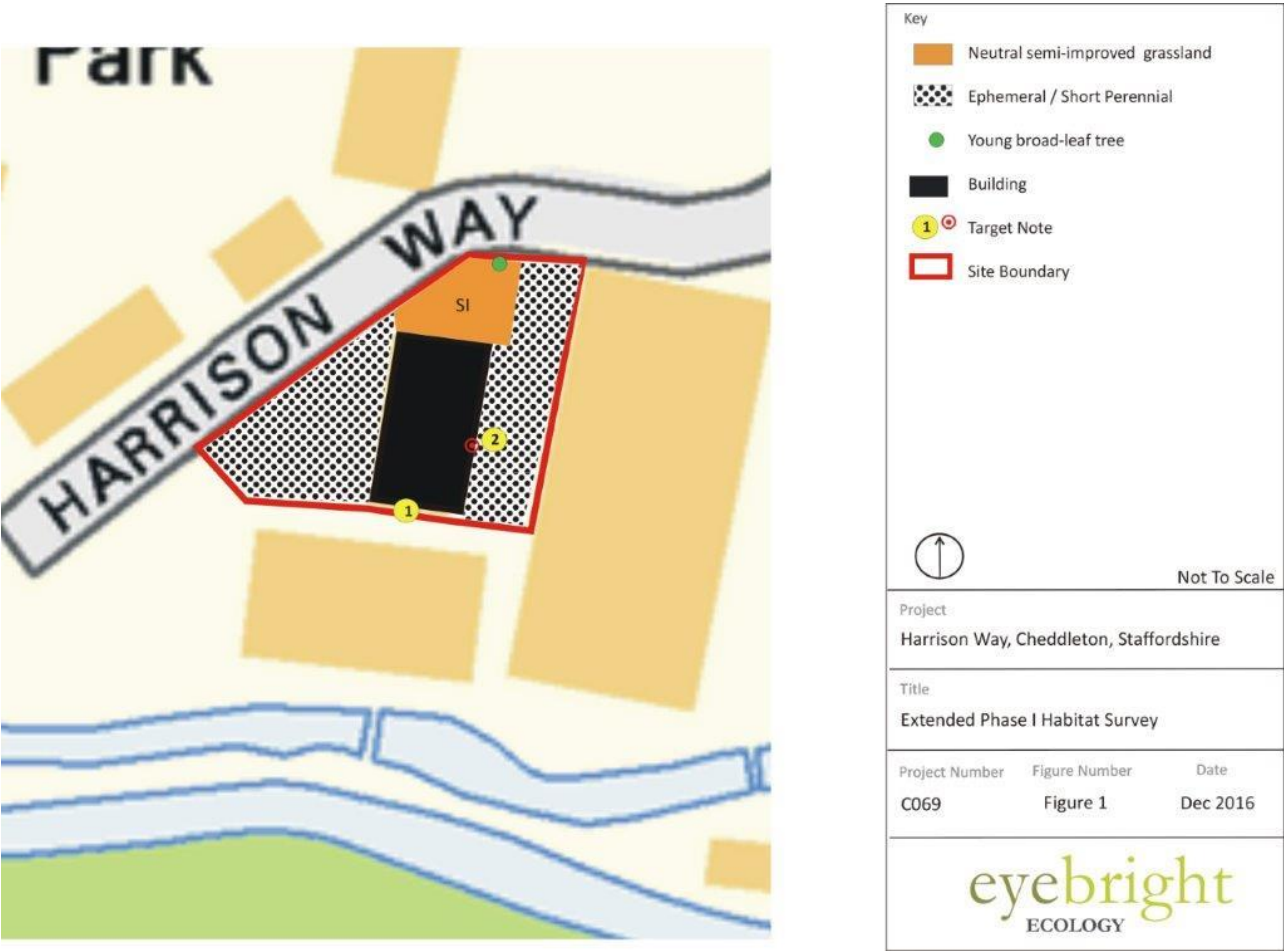 Park
HARRISON WAY
SI
2
1
Key
Neutral semi-improved grassland
Ephemeral / Short Perennial
Young broad-leaf tree
Building
1 Target Note
Site Boundary
Not To Scale
Project
Harrison Way, Cheddleton, Staffordshire
Title
Extended Phase I Habitat Survey
Project Number Figure Number Date
C069 Figure 1 Dec 2016
eyebright
ECOLOGY